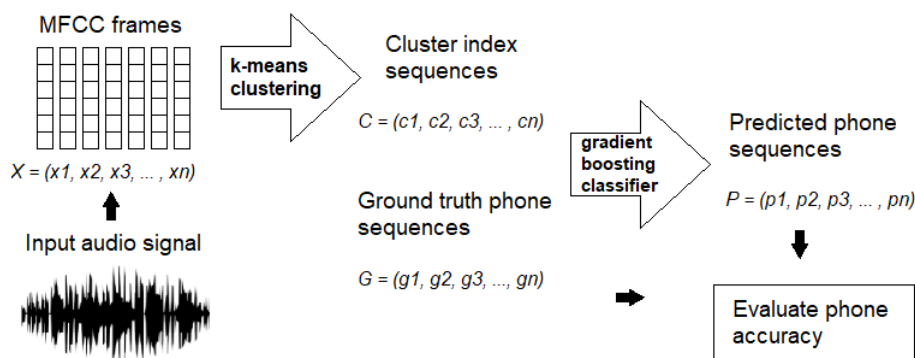 MFCC frames
X = (x1, x2, x3, ... , xn)
Input audio signal
k-means
clustering
Cluster index
sequences
C = (c1, c2, c3, ... , cn)
Ground truth phone
sequences
G = (g1, g2, g3, ..., gn)
gradient
boosting
classifier
Predicted phone
sequences
P = (p1, p2, p3, ... , pn)
Evaluate phone
accuracy